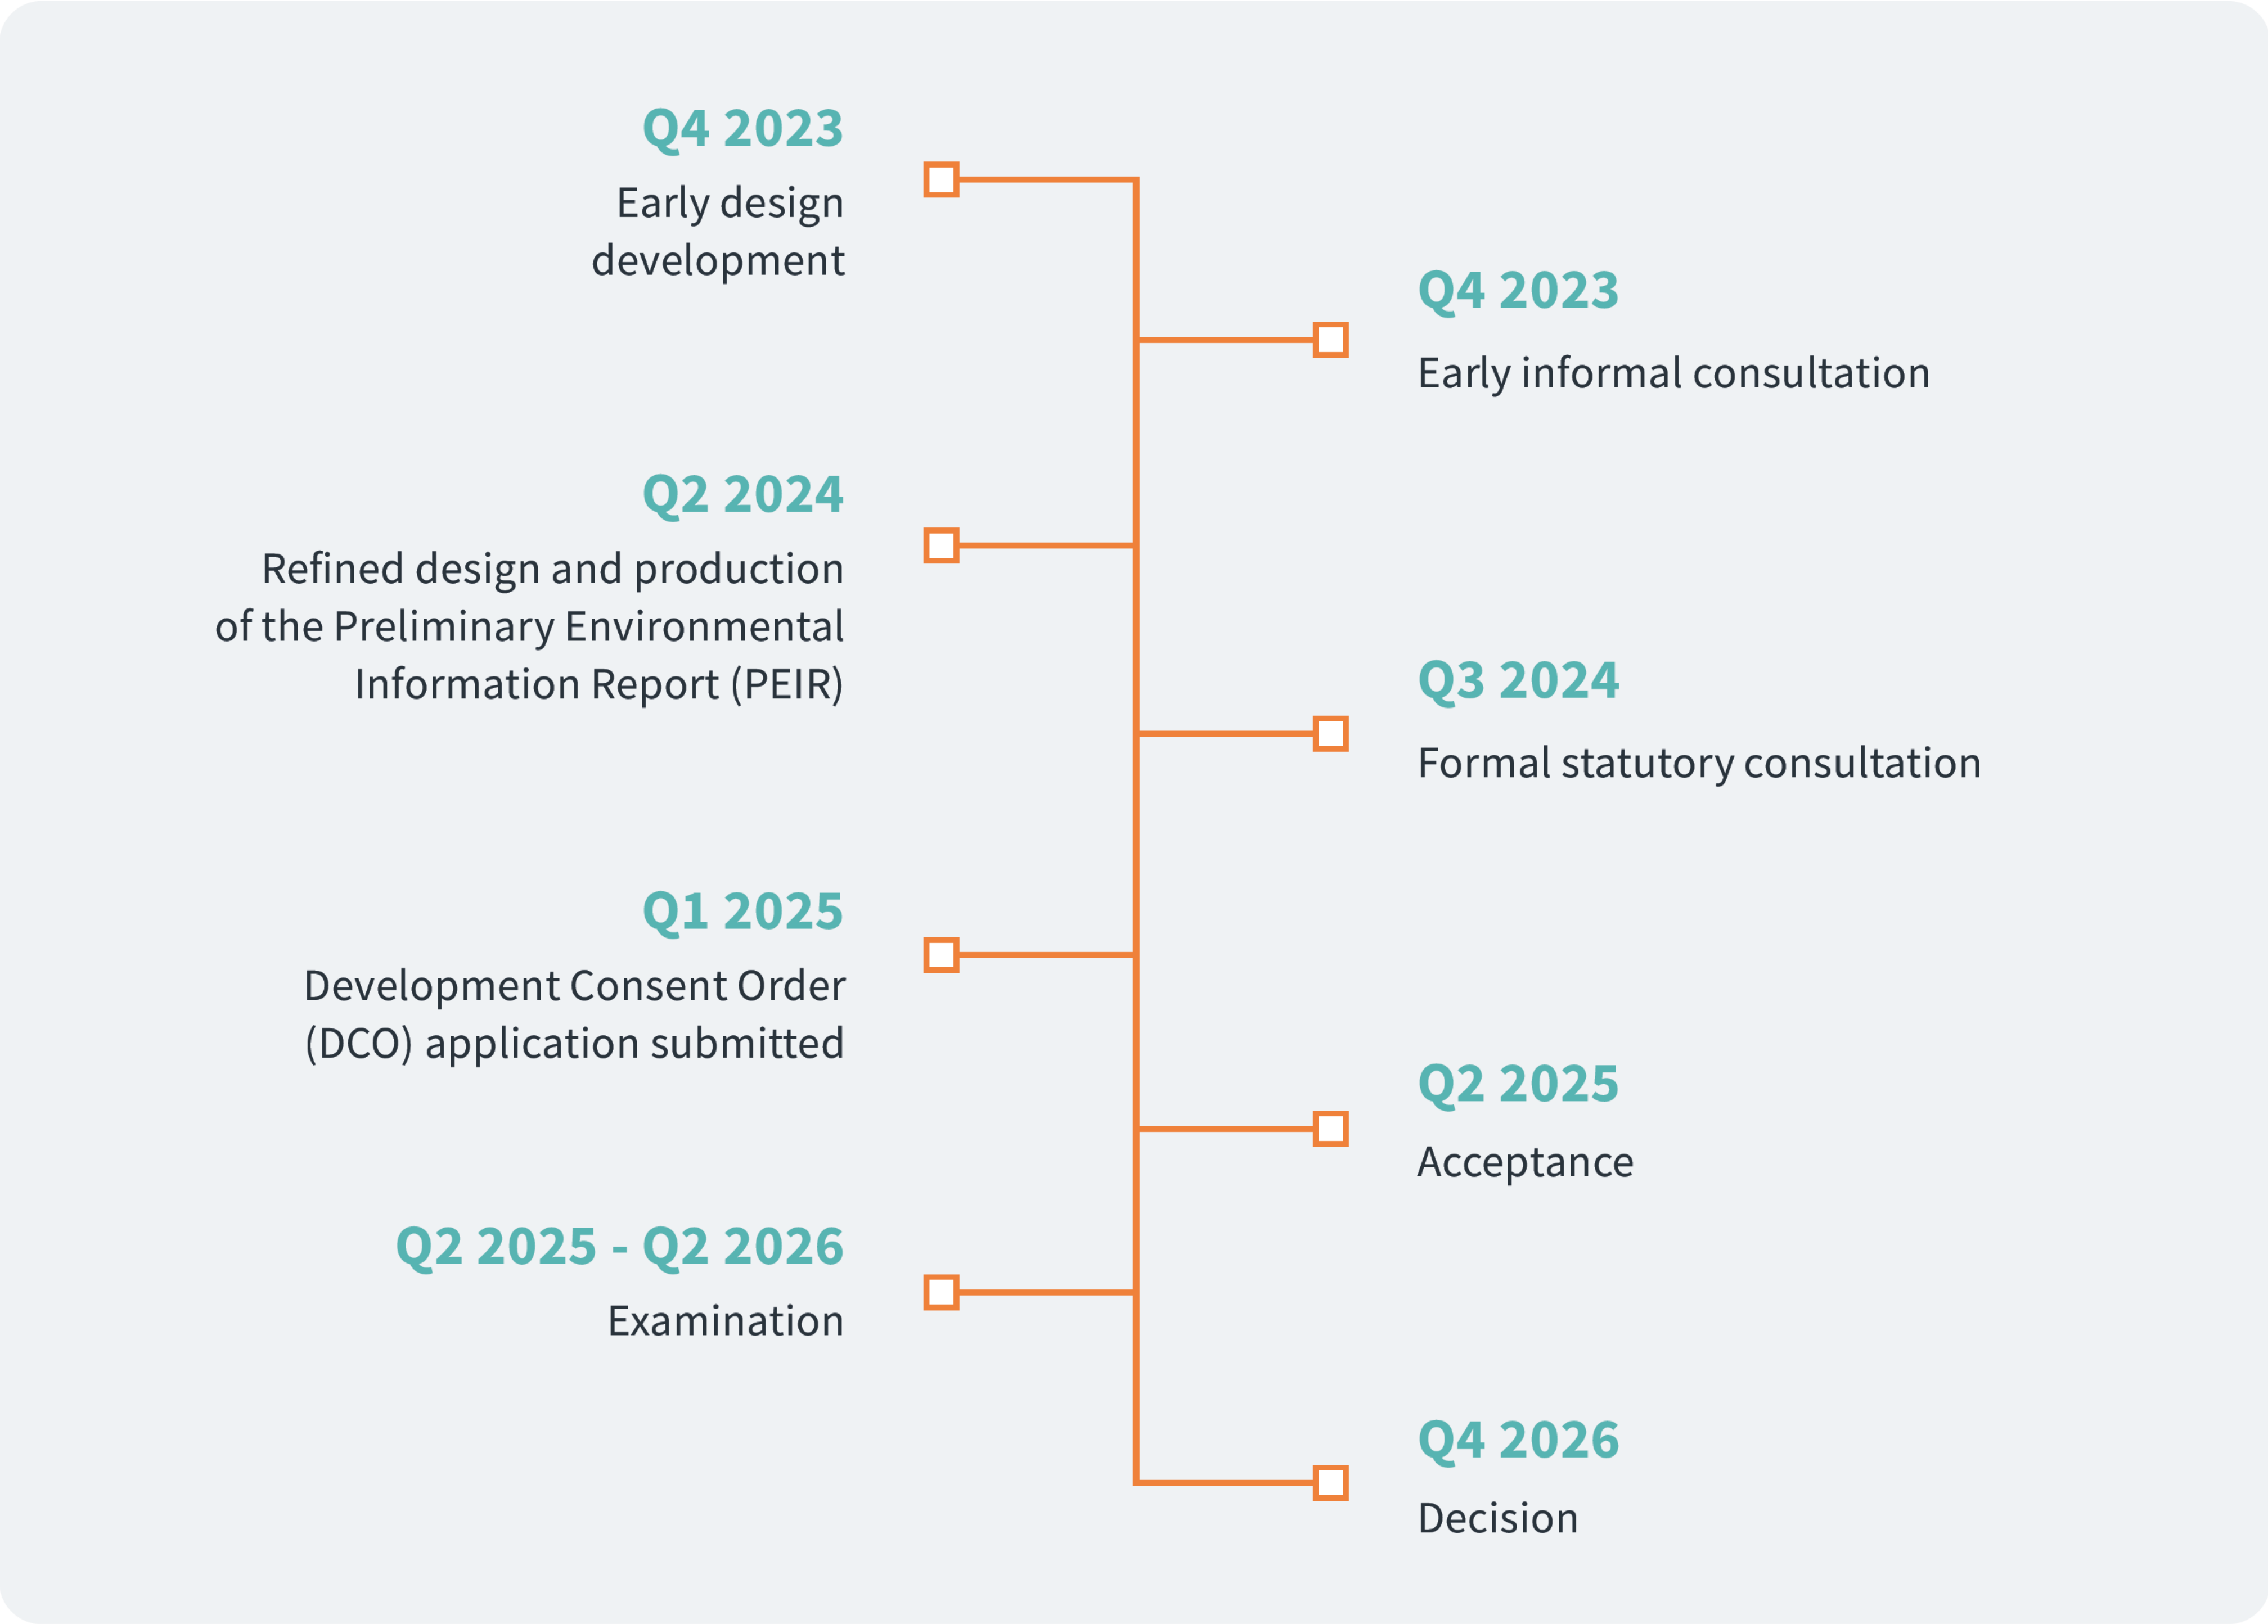 Q4 2023
Early design
development
Q4 2023
Early informal consultation
Q2 2024
Refined design and production
of the Preliminary Environmental
Information Report (PEIR)
Q3 2024
Formal statutory consultation
Q1 2025
Development Consent Order
(DCO) application submitted
Q2 2025
Acceptance
Q2 2025 - Q2 2026
Examination
Q4 2026
Decision